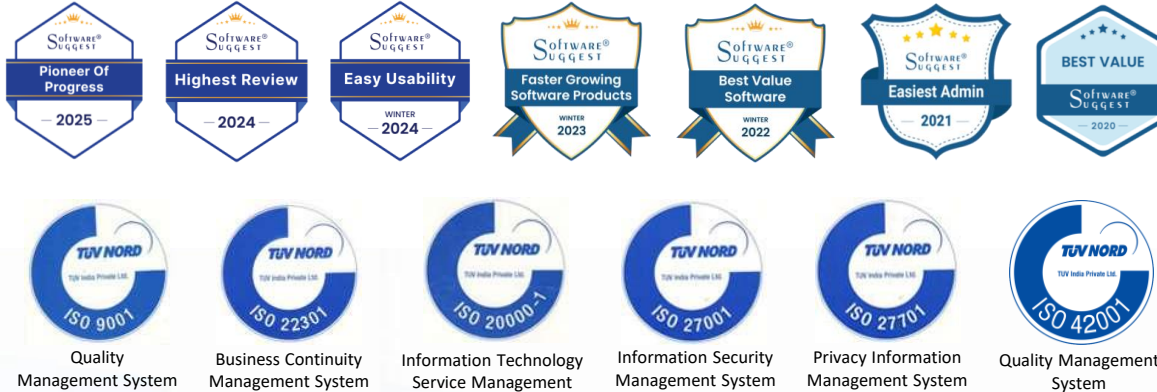 SOFTWARE®
SUGGEST
Pioneer Of
Progress
2025
SOFTWARE®
SUGGEST
Highest Review
2024
SOFTWARE®
SUGGEST
Easy Usability
WINTER
2024
SOFTWARE®
SUGGEST
Faster Growing
Software Products
WINTER
2023
SOFTWARE®
SUGGEST
Best Value
Software
WINTER
2022
SOFTWARE®
SUGGEST
Easiest Admin
2021
BEST VALUE
SOFTWARE®
SUGGEST
2020
TÜV NORD
TÜV India Private Ltd.
ISO 9001
Quality
Management System
TÜV NORD
TÜV India Private Ltd.
ISO 22301
Business Continuity
Management System
TÜV NORD
TÜV India Private Ltd.
ISO 20000-1
Information Technology
Service Management
TÜV NORD
TÜV India Private Ltd.
ISO 27001
Information Security
Management System
TÜV NORD
TÜV India Private Ltd.
ISO 27701
Privacy Information
Management System
TÜV NORD
TÜV India Private Ltd.
ISO 42001
Quality Management
System